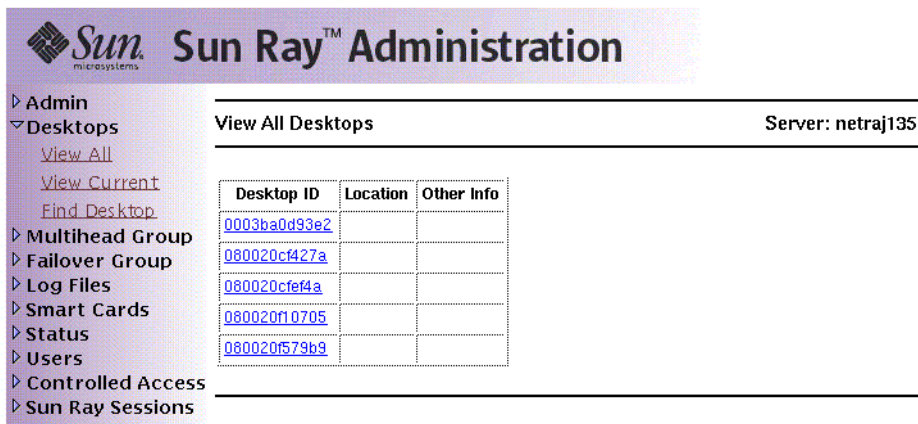 Sun microsystems Sun Ray™ Administration
Admin
Desktops
View All
View Current
Find Desktop
Multihead Group
Failover Group
Log Files
Smart Cards
Status
Users
Controlled Access
Sun Ray Sessions
View All Desktops Server: netraj135
Desktop ID Location Other Info
0003ba0d93e2
080020cf427a
080020cfef4a
080020f10705
080020f579b9